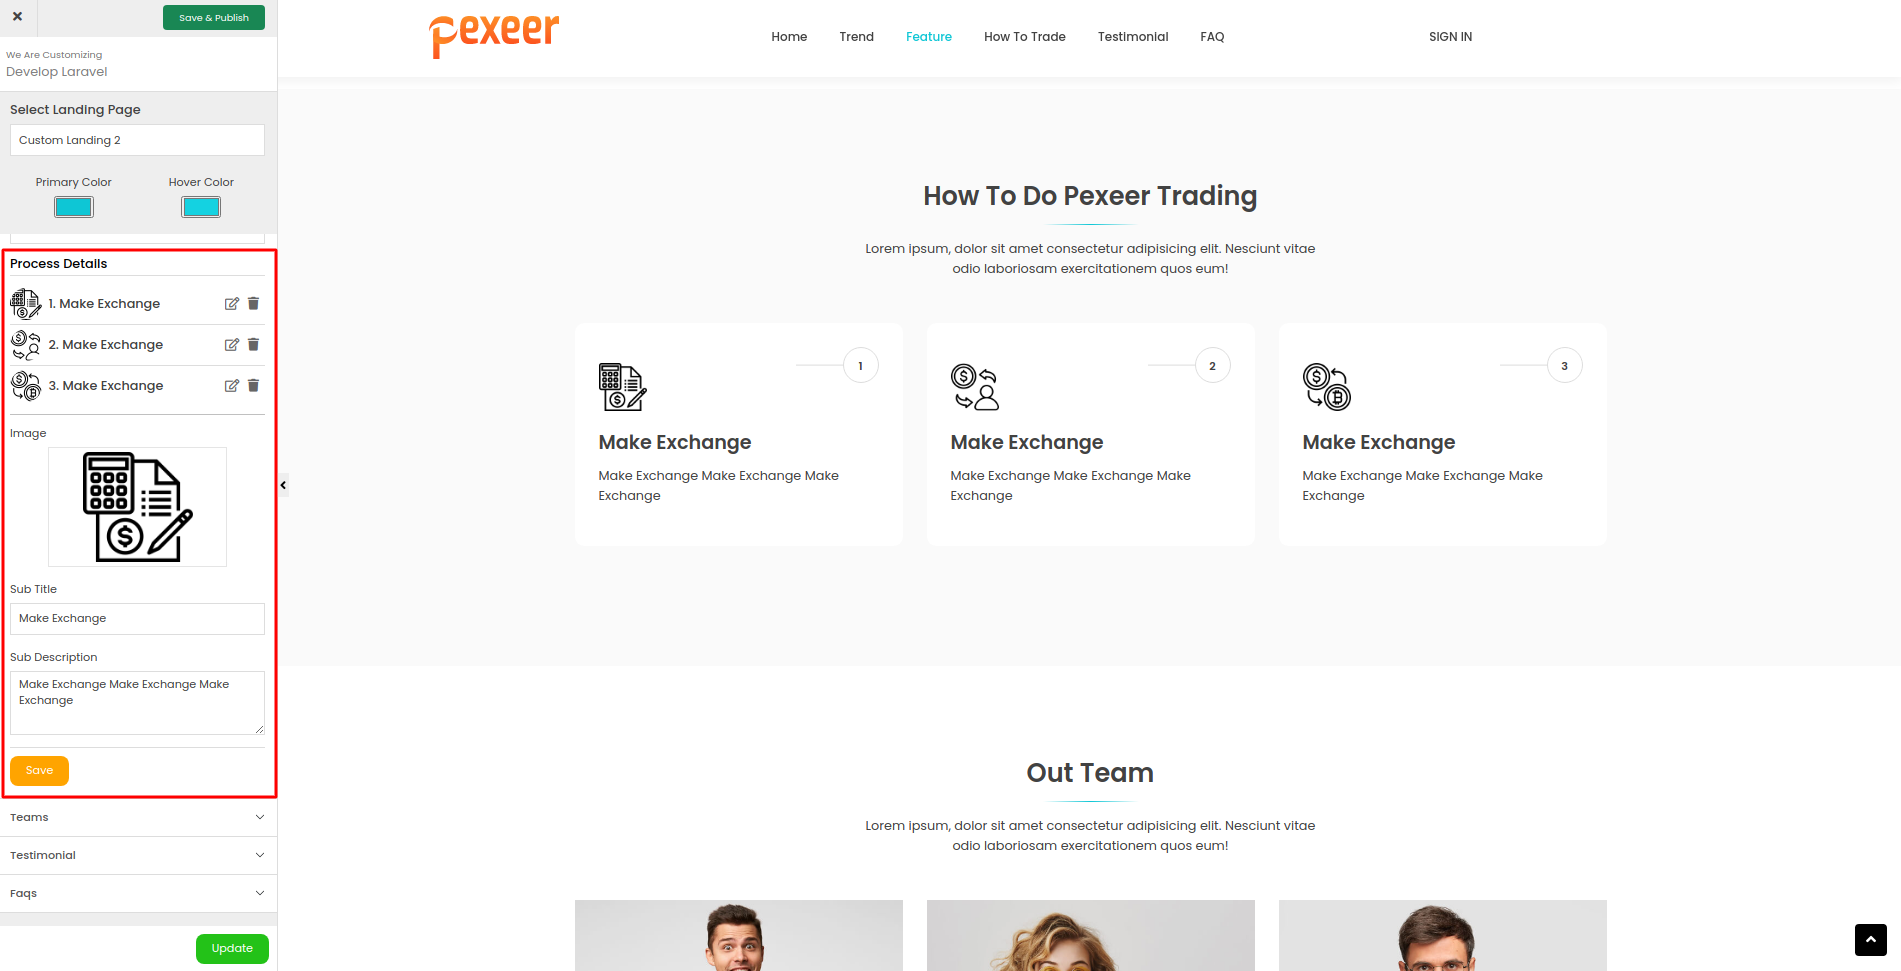 Save & Publish
We Are Customizing
Develop Laravel
Select Landing Page
Custom Landing 2
Primary Color
Hover Color
Process Details
1. Make Exchange
2. Make Exchange
3. Make Exchange
Image
Sub Title
Make Exchange
Sub Description
Make Exchange Make Exchange Make
Exchange
Save
Teams
Testimonial
Faqs
Update
Pexeer
Home
Trend
Feature
How To Trade
Testimonial
FAQ
SIGN IN
How To Do Pexeer Trading
Lorem ipsum, dolor sit amet consectetur adipisicing elit. Nesciunt vitae
odio laboriosam exercitationem quos eum!
1
Make Exchange
Make Exchange Make Exchange Make
Exchange
2
Make Exchange
Make Exchange Make Exchange Make
Exchange
3
Make Exchange
Make Exchange Make Exchange Make
Exchange
Out Team
Lorem ipsum, dolor sit amet consectetur adipisicing elit. Nesciunt vitae
odio laboriosam exercitationem quos eum!